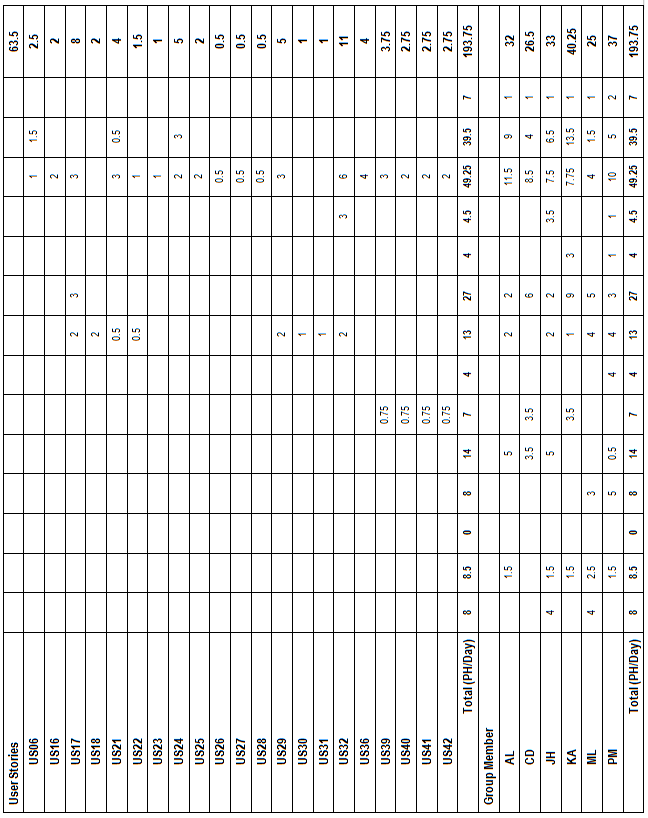 User Stories 63.5
US06 1 1.5 2.5
US16 2 2
US17 2 3 3 8
US18 2 2
US21 0.5 3 0.5 4
US22 0.5 1 1.5
US23 1 1
US24 2 3 5
US25 2 2
US26 0.5 0.5
US27 0.5 0.5
US28 0.5 0.5
US29 2 3 5
US30 1 1
US31 1 1
US32 2 3 6 11
US36 4 4
US39 0.75 3 3.75
US40 0.75 2 2.75
US41 0.75 2 2.75
US42 0.75 2 2.75
Total (PH/Day) 8 8.5 0 8 14 7 4 13 27 4 4.5 49.25 39.5 7 193.75
Group Member
AL 1.5 5 2 2 11.5 9 1 32
CD 3.5 3.5 6 8.5 4 1 26.5
JH 4 1.5 5 2 2 3.5 7.5 6.5 1 33
KA 1.5 3.5 1 9 3 7.75 13.5 1 40.25
ML 4 2.5 3 4 5 4 1.5 1 25
PM 1.5 5 0.5 4 4 3 1 1 10 5 2 37
Total (PH/Day) 8 8.5 0 8 14 7 4 13 27 4 4.5 49.25 39.5 7 193.75